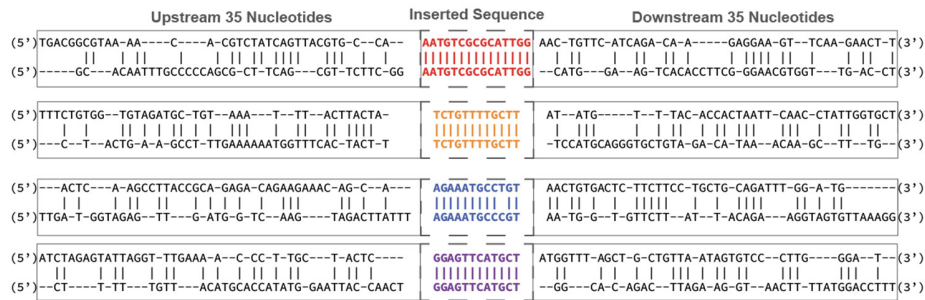 Upstream 35 Nucleotides Inserted Sequence Downstream 35 Nucleotides
(5’) TGACGGCGTAA-AA---C----A-CGTCTATCAGTTACGTG-C--CA-- AATGTCGCGCATTGG AAC-TGTTC-ATCAGA-CA-A-----GAGGAA-GT--TCAA-GAACT-T (3’)
(5’) -----GC---ACAATTTGCCCCCAGCG-CT-TCAG---CGT-TCTTC-GG AATGTCGCGCATTGG -CATG---GA--AG-TCACACCTTCG-GGAACGTGGT---TG-AC-CT (3’)
(5’) TTTCTGTGG--TGTAGATGC-TGT--AAA---T--TT--ACTTACTA- TCTGTTTTGCTT AT--ATG----T--T-TAC-ACCACTAATT-CAAC-CTATTGGTGCT (3’)
(5’) ---C--T--ACTG-A-A-GCCT-TTGAAAAAATGGTTTCAC-TACT-T TCTGTTTTGCTT -TCCATGCAGGGTGCTGTA-GA-CA-TAA--ACAA-GC--T--TG-- (3’)
(5’) ---ACTC---A-AGCCTTACCGCA-GAGA-CAGAAGAAAC-AG-C--A--- AGAAATGCCTGT AACTGTGACTC-TTCTTCC-TGCTG-CAGATTT-GG-A-TG------- (3’)
(5’) TTGA-T-GGTAGAG--TT---G-ATG-G-TC--AAG----TAGACTTATTT AGAAATGCCCGT AA-TG-G--T-GTTCTT--AT--T-ACAGA---AGGTAGTGTTAAAGG (3’)
(5’) ATCTAGAGTATTAGGT-TTGAAA-A--C-CC-T-TGC---T-ACTC---- GGAGTTCATGCT ATGGTTT-AGCT-G-CTGTTA-ATAGTGTCC--CTTG----GGA--T-- (3’)
(5’) --CT----T-TT---TGTT---ACATGCACCATATG-GAATTAC-CAACT GGAGTTCATGCT --GG---CA-C-AGAC--TTAGA-AG-GT--AACTT-TTATGGACCTTT (3’)